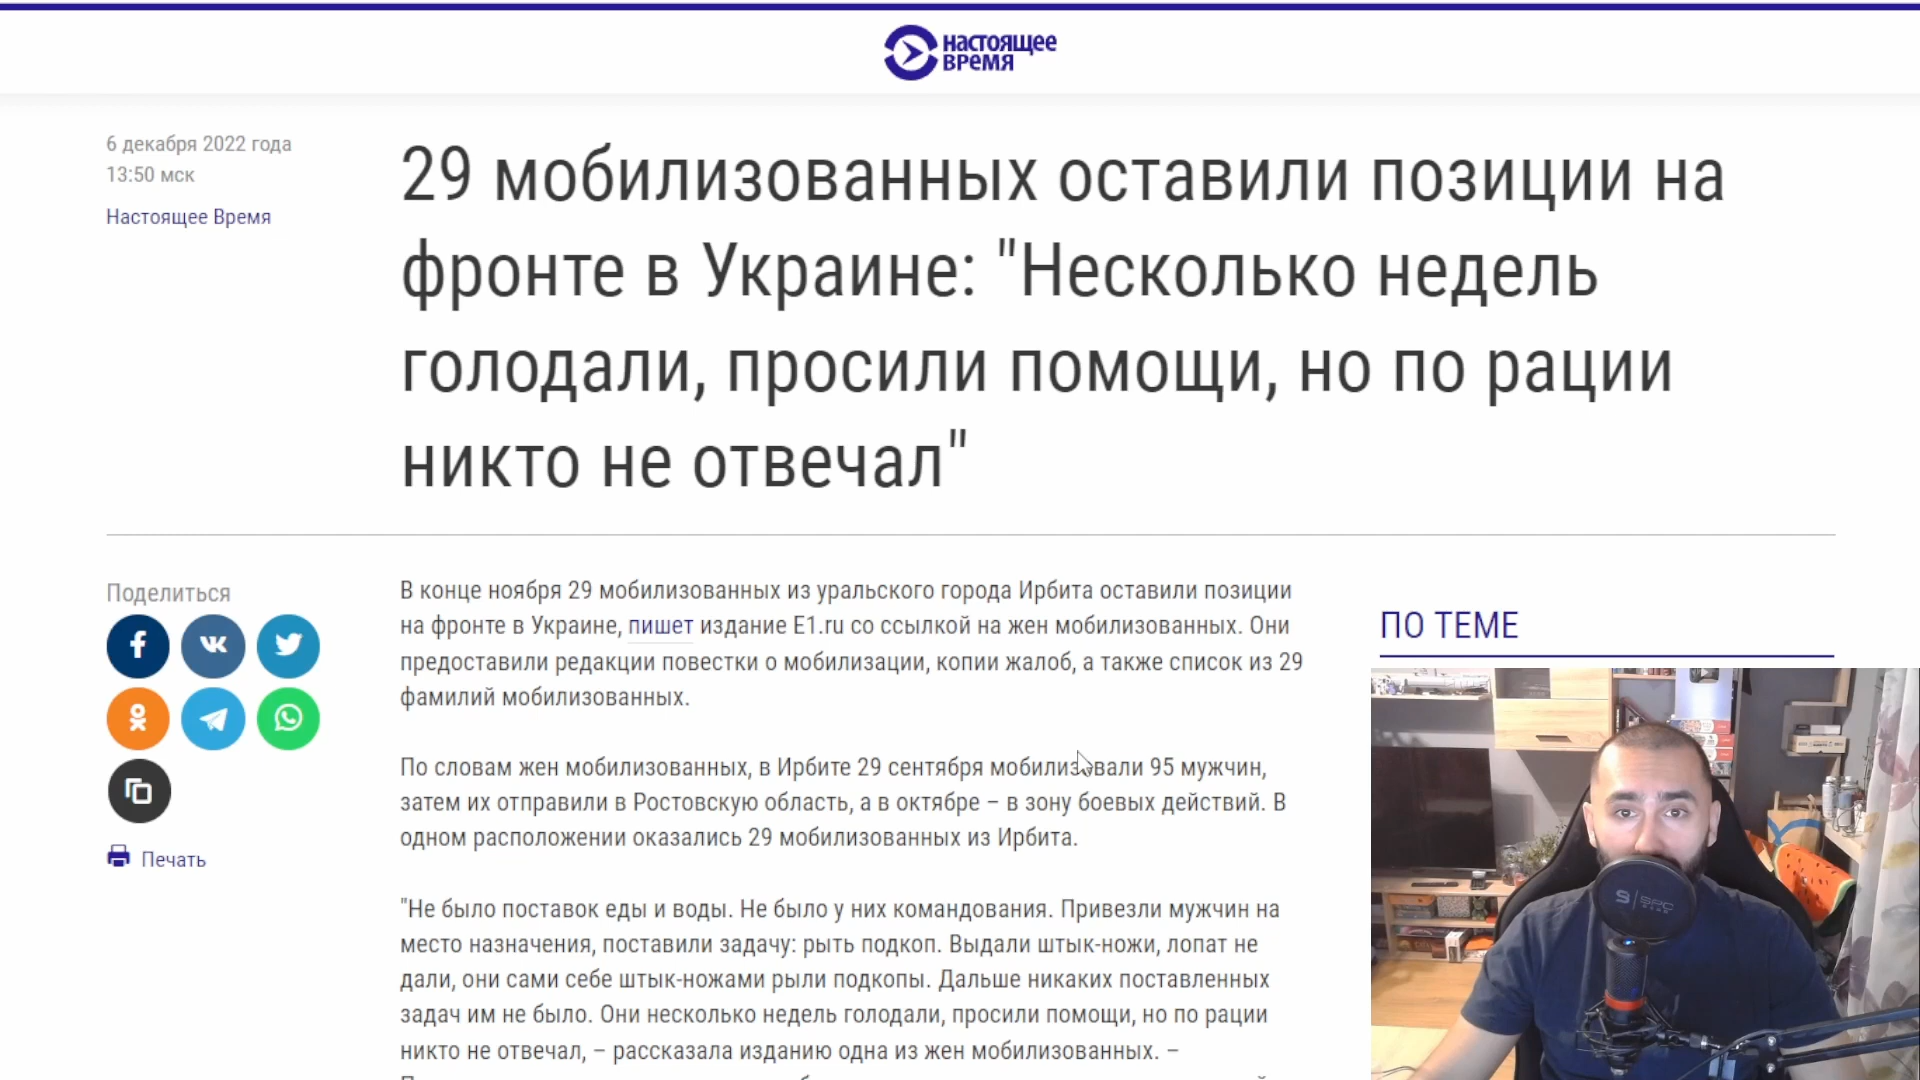 настоящее
время
6 декабря 2022 года
13:50 мск
Настоящее Время
29 мобилизованных оставили позиции на
фронте в Украине: "Несколько недель
голодали, просили помощи, но по рации
никто не отвечал"
Поделиться
Печать
В конце ноября 29 мобилизованных из уральского города Ирбита оставили позиции
на фронте в Украине, пишет издание E1.ru со ссылкой на жен мобилизованных. Они
предоставили редакции повестки о мобилизации, копии жалоб, а также список из 29
фамилий мобилизованных.
По словам жен мобилизованных, в Ирбите 29 сентября мобилизовали 95 мужчин,
затем их отправили в Ростовскую область, а в октябре – в зону боевых действий. В
одном расположении оказались 29 мобилизованных из Ирбита.
"Не было поставок еды и воды. Не было у них командования. Привезли мужчин на
место назначения, поставили задачу: рыть подкоп. Выдали штык-ножи, лопат не
дали, они сами себе штык-ножами рыли подкопы. Дальше никаких поставленных
задач им не было. Они несколько недель голодали, просили помощи, но по рации
никто не отвечал, – рассказала изданию одна из жен мобилизованных. –
ПО ТЕМЕ
SPC